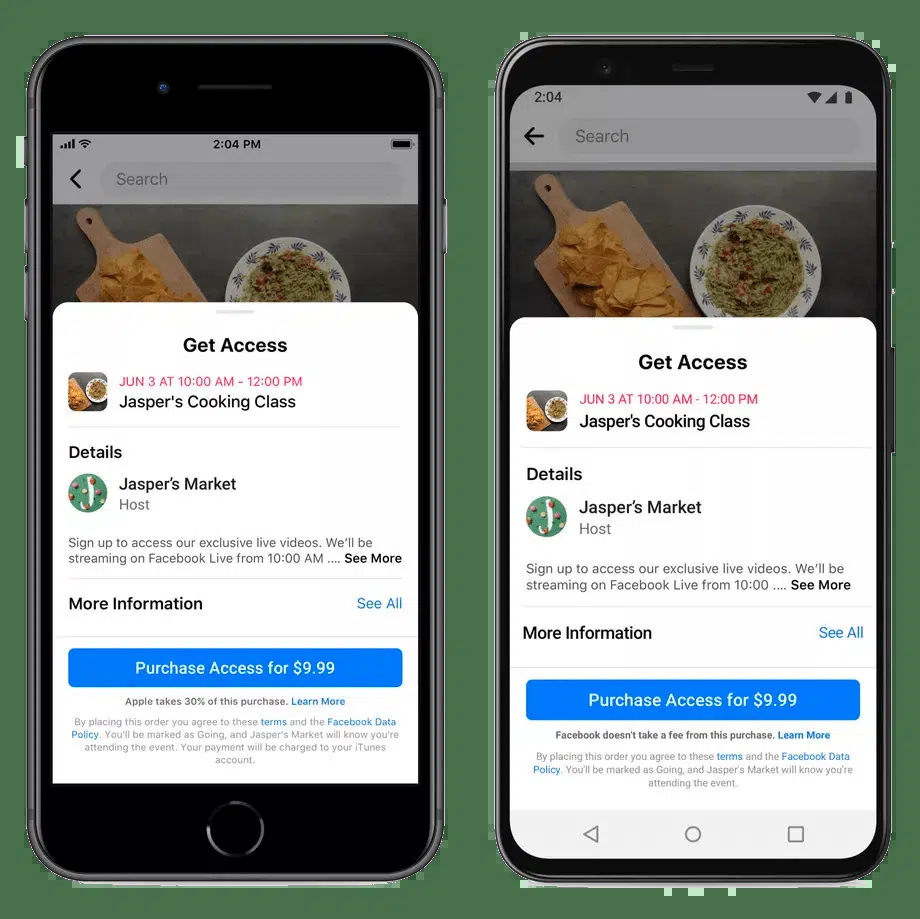 2:04 PM
Search
Get Access
JUN 3 AT 10:00 AM - 12:00 PM
Jasper's Cooking Class
Details
Jasper’s Market
Host
Sign up to access our exclusive live videos. We’ll be
streaming on Facebook Live from 10:00 AM .... See More
More Information
See All
Purchase Access for $9.99
Apple takes 30% of this purchase. Learn More
By placing this order you agree to these terms and the Facebook Data
Policy. You'll be marked as Going, and Jasper's Market will know you're
attending the event. Your payment will be charged to your iTunes
account.
2:04
Search
Get Access
JUN 3 AT 10:00 AM - 12:00 PM
Jasper's Cooking Class
Details
Jasper’s Market
Host
Sign up to access our exclusive live videos. We’ll be
streaming on Facebook Live from 10:00 .... See More
More Information
See All
Purchase Access for $9.99
Facebook doesn't take a fee from this purchase. Learn More
By placing this order you agree to these terms and the Facebook Data
Policy. You'll be marked as Going, and Jasper's Market will know you're
attending the event.